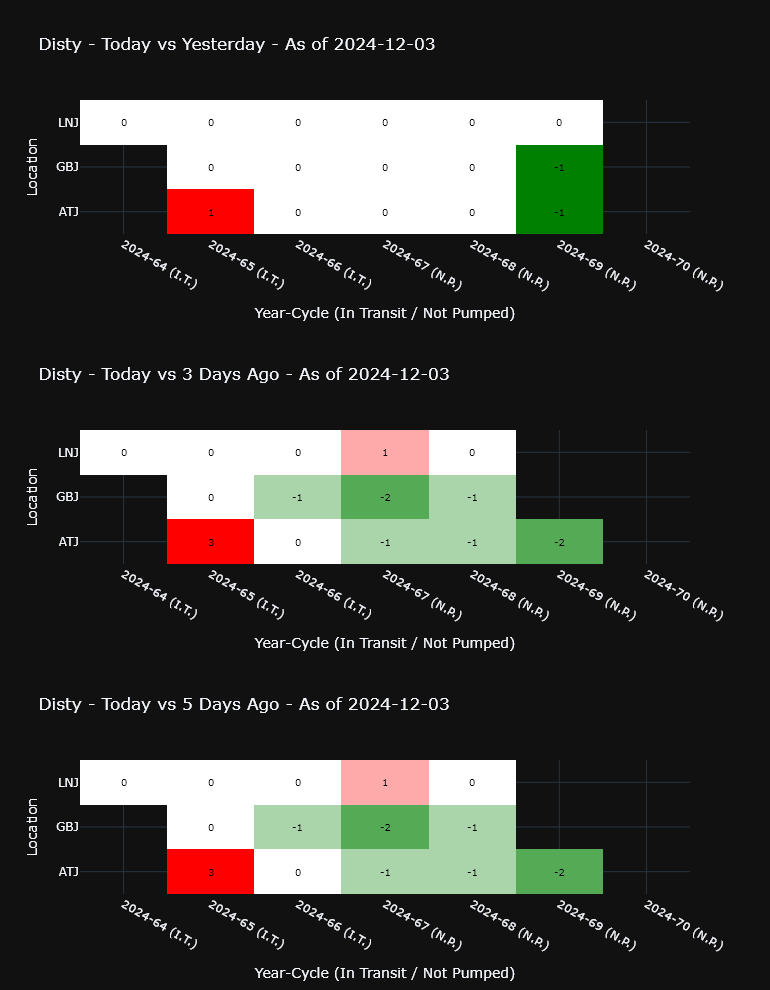 Disty - Today vs Yesterday - As of 2024-12-03
Location
LNJ 0 0 0 0 0 0
GBJ 0 0 0 0 -1
ATJ 1 0 0 0 -1
2024-64 (I.T.) 2024-65 (I.T.) 2024-66 (I.T.) 2024-67 (N.P.) 2024-68 (N.P.) 2024-69 (N.P.) 2024-70 (N.P.)
Year-Cycle (In Transit / Not Pumped)
Disty - Today vs 3 Days Ago - As of 2024-12-03
Location
LNJ 0 0 0 1 0
GBJ 0 -1 -2 -1
ATJ 3 0 -1 -1 -2
2024-64 (I.T.) 2024-65 (I.T.) 2024-66 (I.T.) 2024-67 (N.P.) 2024-68 (N.P.) 2024-69 (N.P.) 2024-70 (N.P.)
Year-Cycle (In Transit / Not Pumped)
Disty - Today vs 5 Days Ago - As of 2024-12-03
Location
LNJ 0 0 0 1 0
GBJ 0 -1 -2 -1
ATJ 3 0 -1 -1 -2
2024-64 (I.T.) 2024-65 (I.T.) 2024-66 (I.T.) 2024-67 (N.P.) 2024-68 (N.P.) 2024-69 (N.P.) 2024-70 (N.P.)
Year-Cycle (In Transit / Not Pumped)